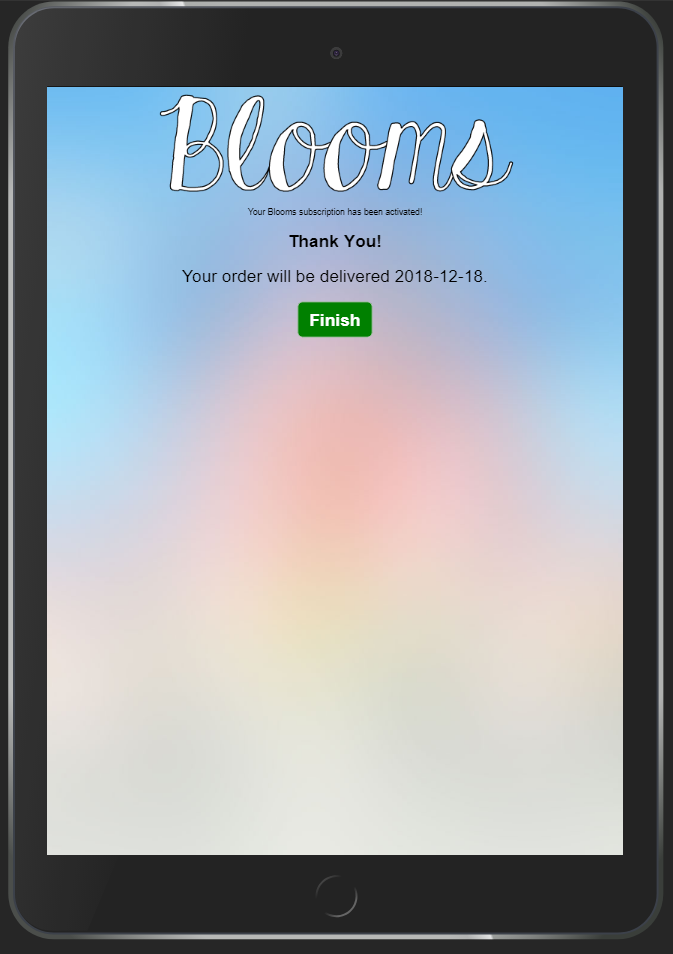 Blooms
Your Blooms subscription has been activated!
Thank You!
Your order will be delivered 2018-12-18.
Finish